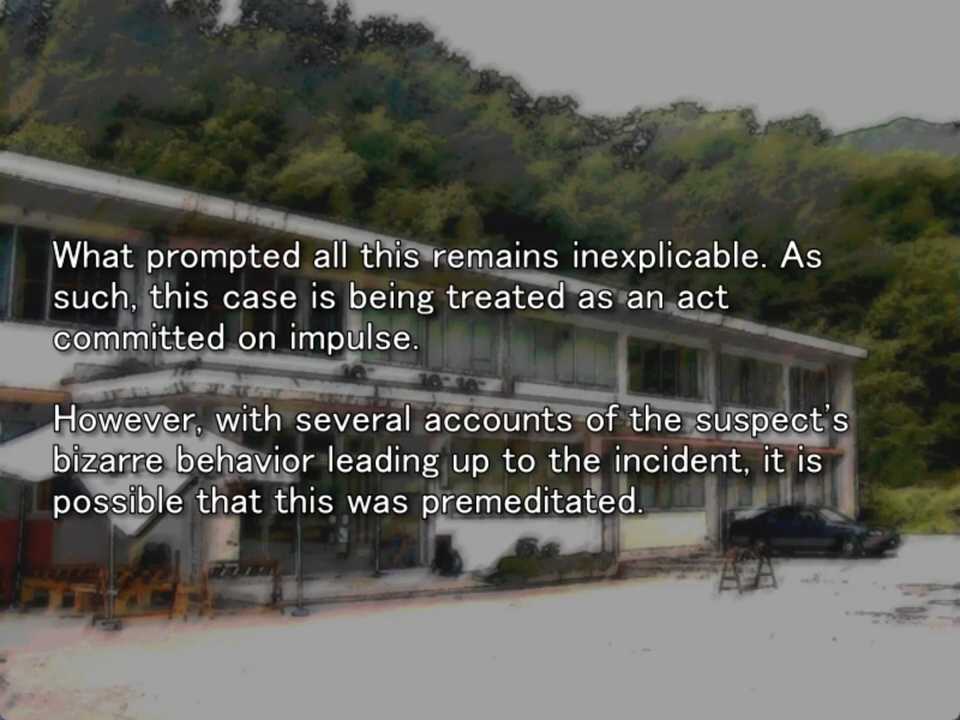 What prompted all this remains inexplicable. As
such, this case is being treated as an act
committed on impulse.
However, with several accounts of the suspect's
bizarre behavior leading up to the incident, it is
possible that this was premeditated.